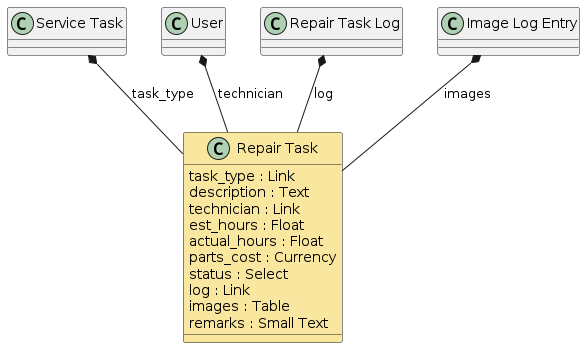 C Service Task
C User
C Repair Task Log
C Image Log Entry
task_type
technician
log
images
C Repair Task
task_type : Link
description : Text
technician : Link
est_hours : Float
actual_hours : Float
parts_cost : Currency
status : Select
log : Link
images : Table
remarks : Small Text